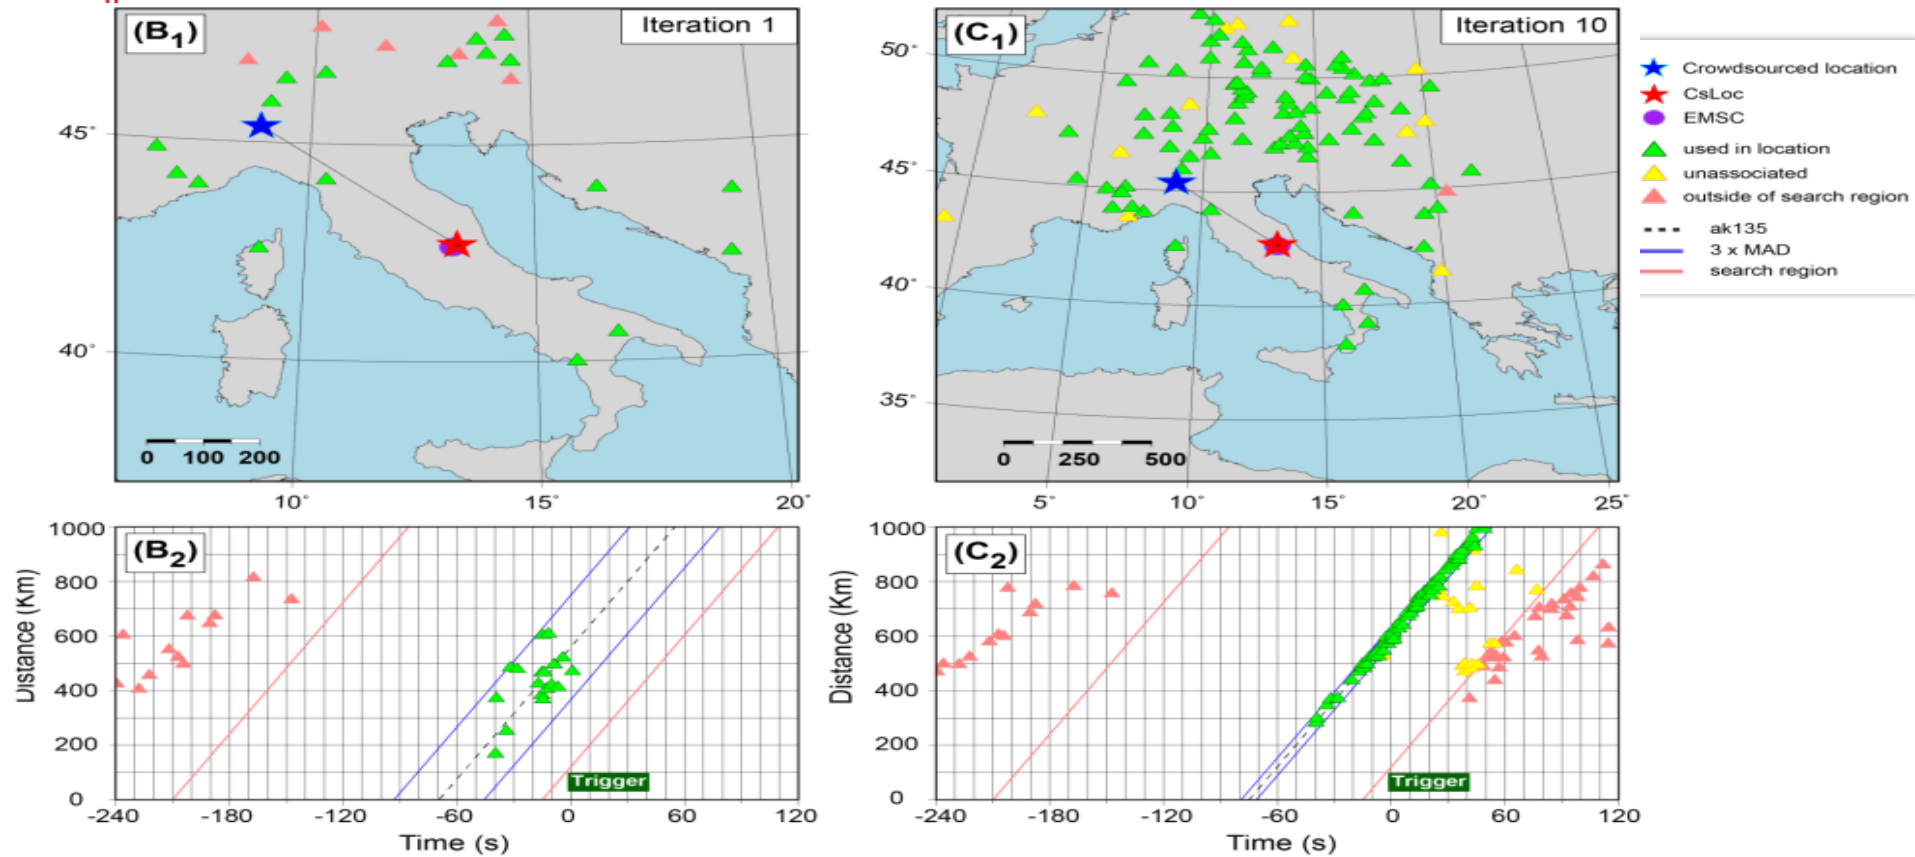 (B1)
Iteration 1
45°
40°
0 100 200
10° 15° 20°
(C1)
Iteration 10
50°
45°
40°
35°
0 250 500
5° 10° 15° 20° 25°
Crowdsourced location
CsLoc
EMSC
used in location
unassociated
outside of search region
ak135
3 x MAD
search region
(B2)
Distance (Km)
1000
800
600
400
200
0
Trigger
-240 -180 -120 -60 0 60 120
Time (s)
(C2)
Distance (Km)
1000
800
600
400
200
0
Trigger
-240 -180 -120 -60 0 60 120
Time (s)